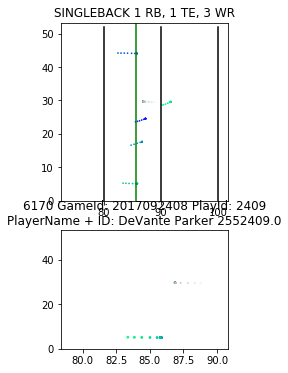 SINGLEBACK 1 RB, 1 TE, 3 WR
50
40
30
20
10
0
80 90 100
6170 GameId: 2017092408 PlayId: 2409
PlayerName + ID: DeVante Parker 2552409.0
40
20
0
80.0 82.5 85.0 87.5 90.0